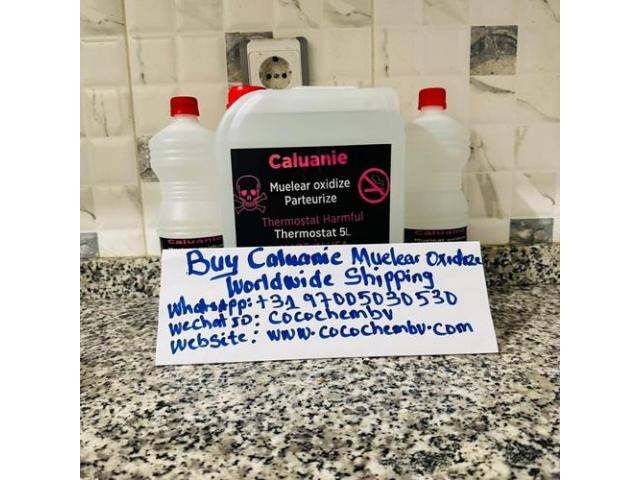 Caluanie
Muelear oxidize
Parteurize
Thermostat Harmful
Thermostat 5L
Caluanie
Buy Caluanie Muelear Oxidize
Worldwide Shipping
WhatsApp: +31 97005030530
Wechat ID: Cocochembv
Website: www.cocochembv.com